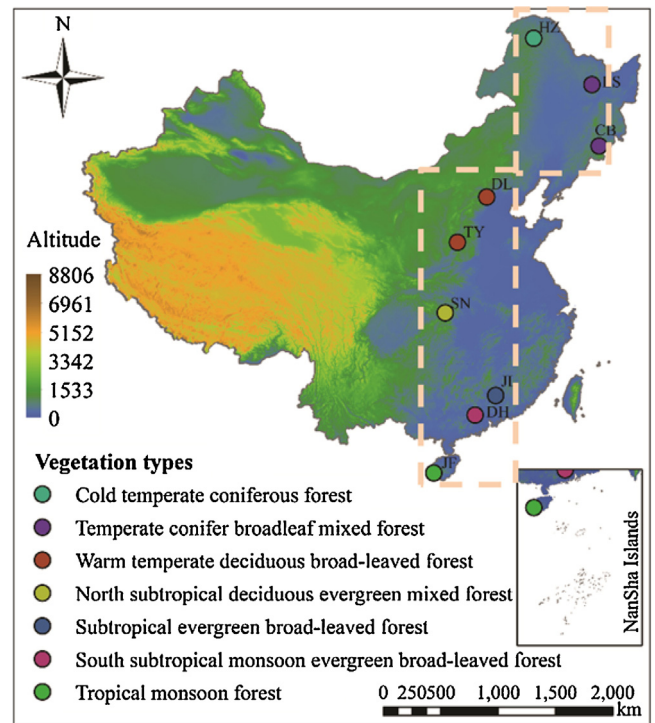 N
HZ
LS
CB
DL
TY
SN
JL
DH
JF
Altitude
8806
6961
5152
3342
1533
0
Vegetation types
Cold temperate coniferous forest
Temperate conifer broadleaf mixed forest
Warm temperate deciduous broad-leaved forest
North subtropical deciduous evergreen mixed forest
Subtropical evergreen broad-leaved forest
South subtropical monsoon evergreen broad-leaved forest
Tropical monsoon forest
NanSha Islands
0 250500 1,000 1,500 2,000
km